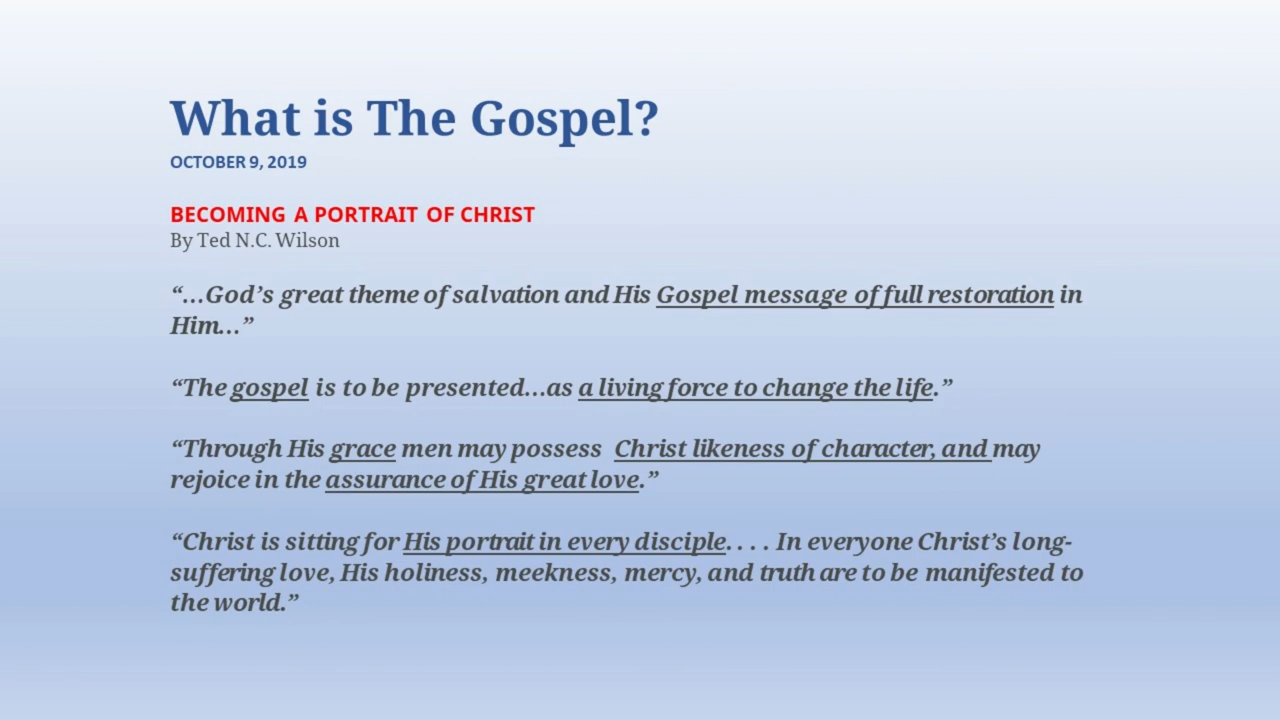 What is The Gospel?
OCTOBER 9, 2019
BECOMING A PORTRAIT OF CHRIST
By Ted N.C. Wilson
“...God’s great theme of salvation and His Gospel message of full restoration in
Him...”
“The gospel is to be presented...as a living force to change the life.”
“Through His grace men may possess Christ likeness of character, and may
rejoice in the assurance of His great love.”
“Christ is sitting for His portrait in every disciple. . . . In everyone Christ’s long-
suffering love, His holiness, meekness, mercy, and truth are to be manifested to
the world.”